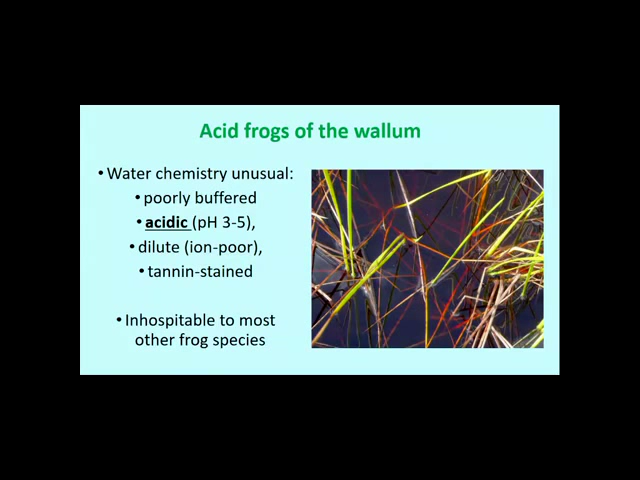 Acid frogs of the wallum
• Water chemistry unusual:
• poorly buffered
• acidic (pH 3-5),
• dilute (ion-poor),
• tannin-stained
• Inhospitable to most
other frog species